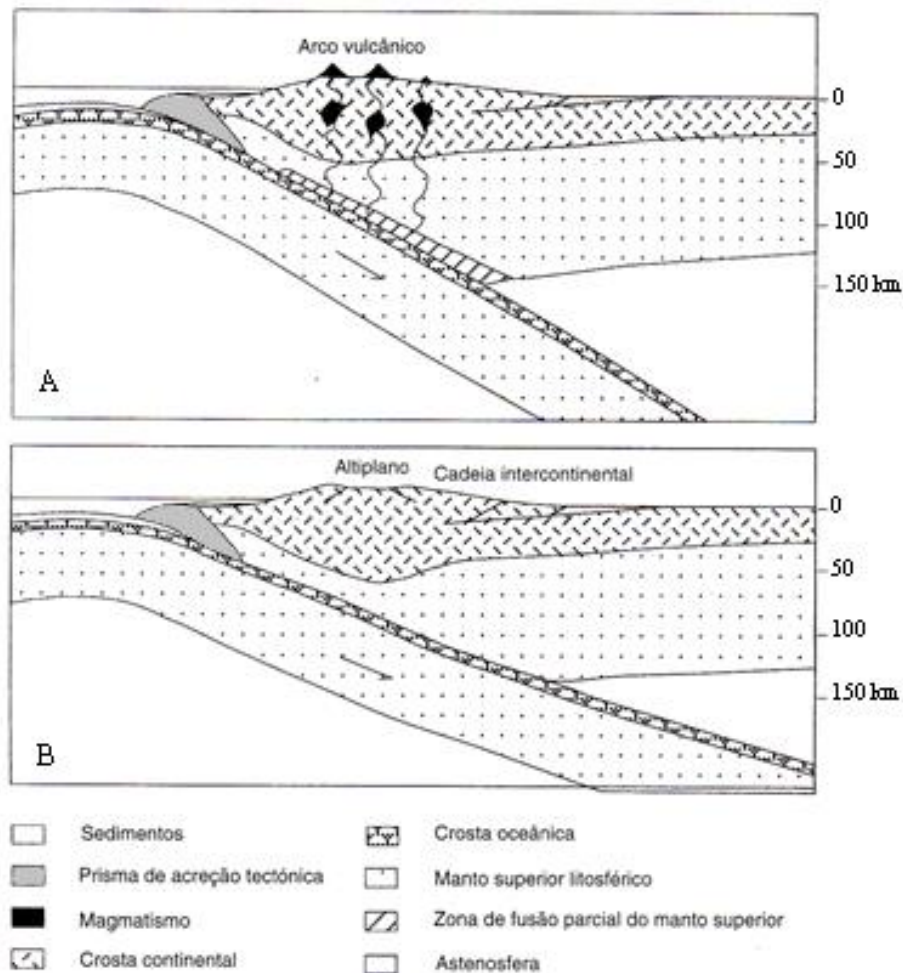 Arco vulcânico
0
50
100
150 km
A
Altiplano
Cadeia intercontinental
0
50
100
150 km
B
Sedimentos
Crosta oceânica
Prisma de acreção tectónica
Manto superior litosférico
Magmatismo
Zona de fusão parcial do manto superior
Crosta continental
Astenosfera